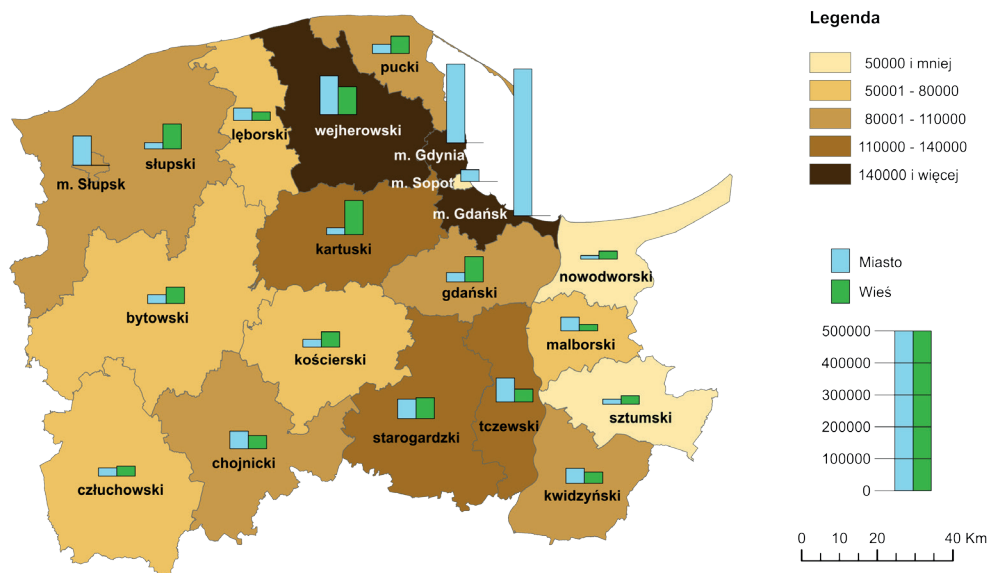 pucki
lęborski
wejherowski
m. Gdynia
m. Sopot
m. Gdańsk
m. Słupsk
słupski
kartuski
gdański
nowodworski
bytowski
kościerski
malborski
starogardzki
tczewski
sztumski
chojnicki
człuchowski
kwidzyński
Legenda
50000 i mniej
50001 - 80000
80001 - 110000
110000 - 140000
140000 i więcej
Miasto
Wieś
500000
400000
300000
200000
100000
0
0 10 20 40 Km